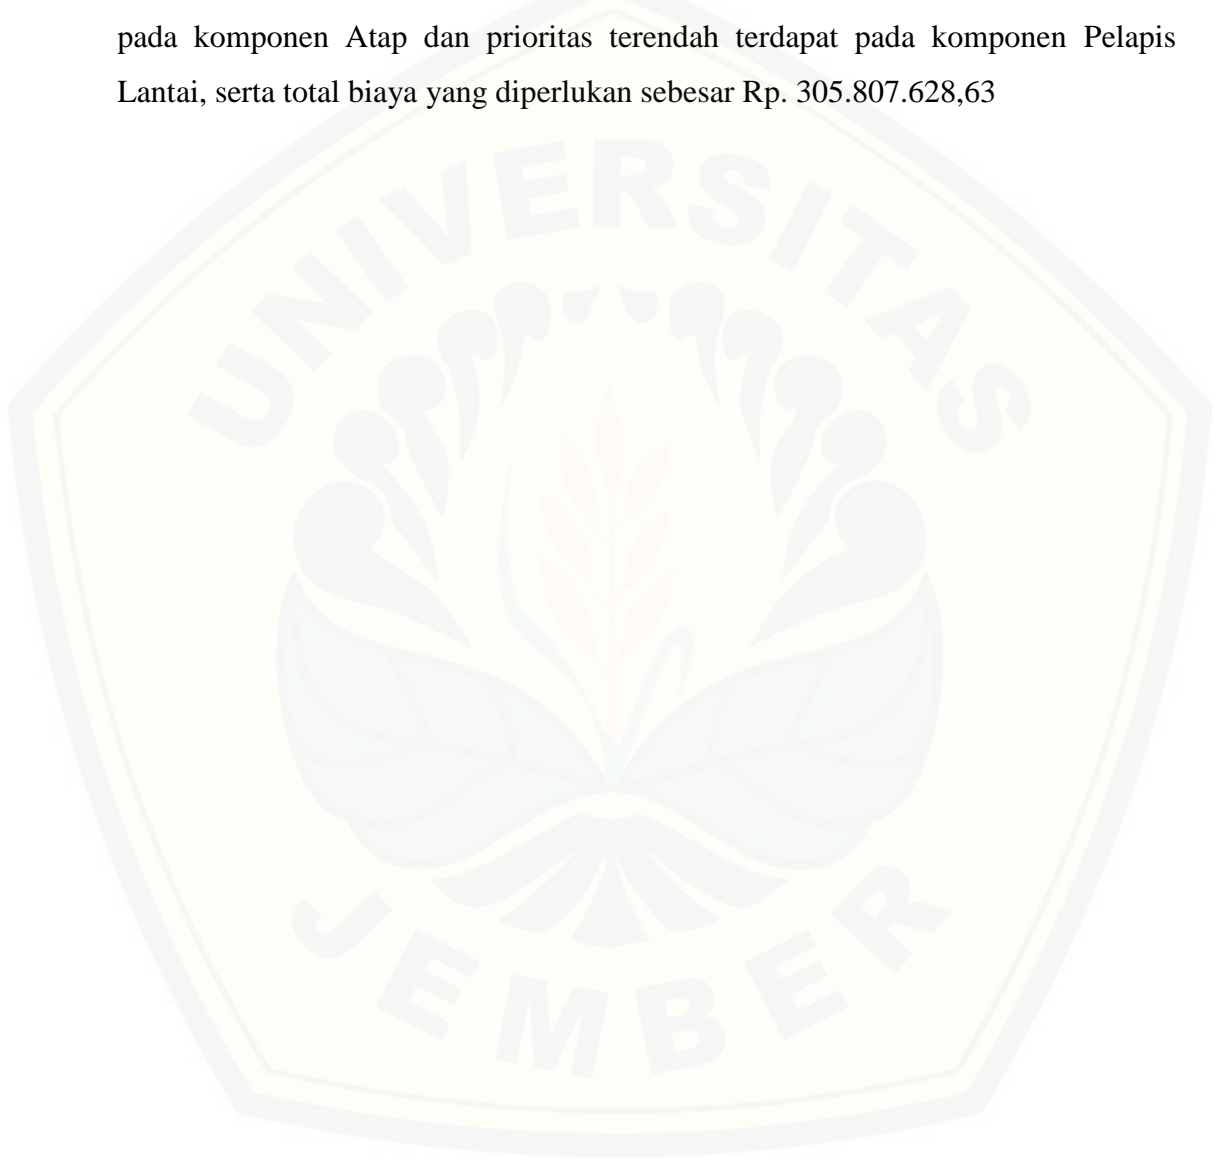 pada komponen Atap dan prioritas terendah terdapat pada komponen Pelapis
Lantai, serta total biaya yang diperlukan sebesar Rp. 305.807.628,63
UNIVERSITAS
JEMBER